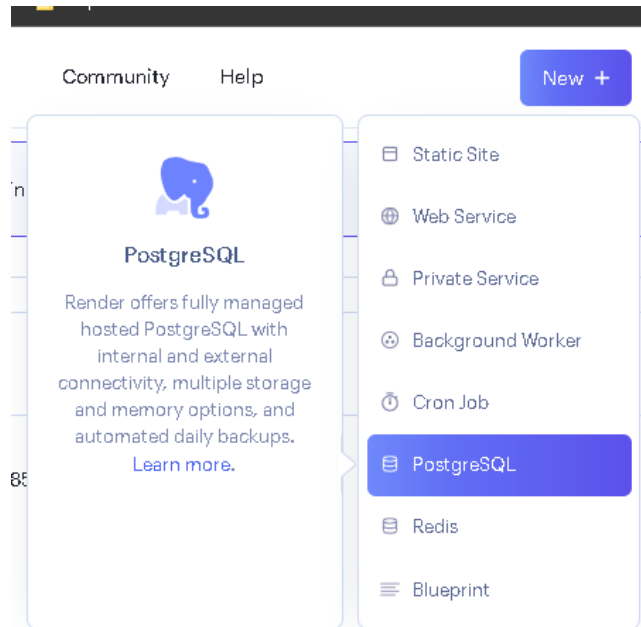 Community Help New +
PostgreSQL
Render offers fully managed
hosted PostgreSQL with
internal and external
connectivity, multiple storage
and memory options, and
automated daily backups.
Learn more.
Static Site
Web Service
Private Service
Background Worker
Cron Job
PostgreSQL
Redis
Blueprint